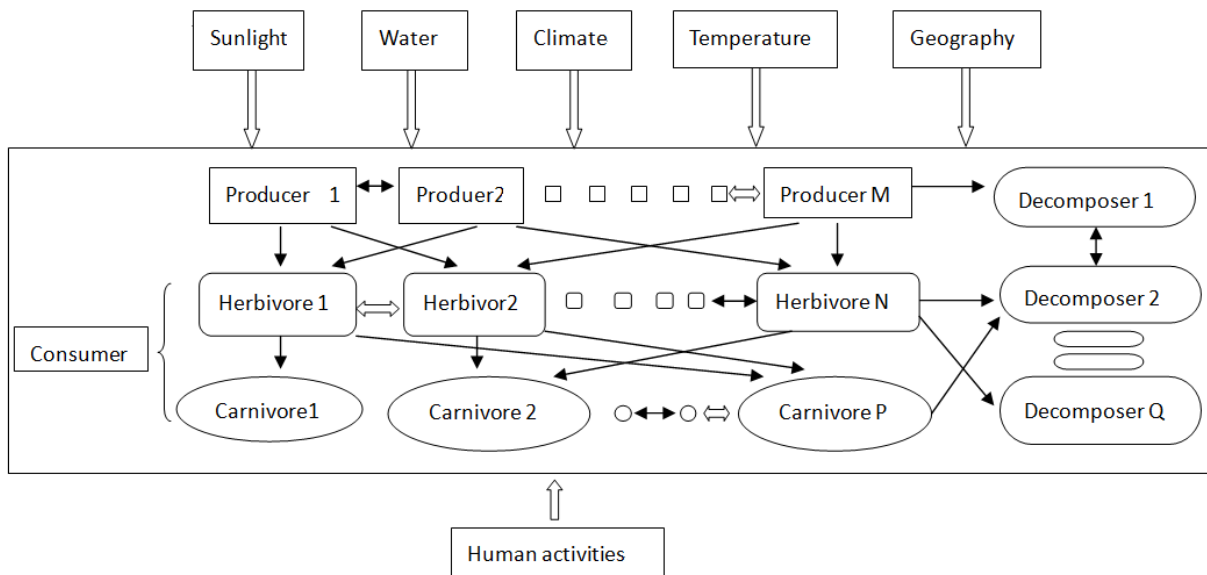 Sunlight
Water
Climate
Temperature
Geography
Producer 1
Produer2
Producer M
Decomposer 1
Herbivore 1
Herbivor2
Herbivore N
Decomposer 2
Consumer
Carnivore1
Carnivore 2
Carnivore P
Decomposer Q
Human activities